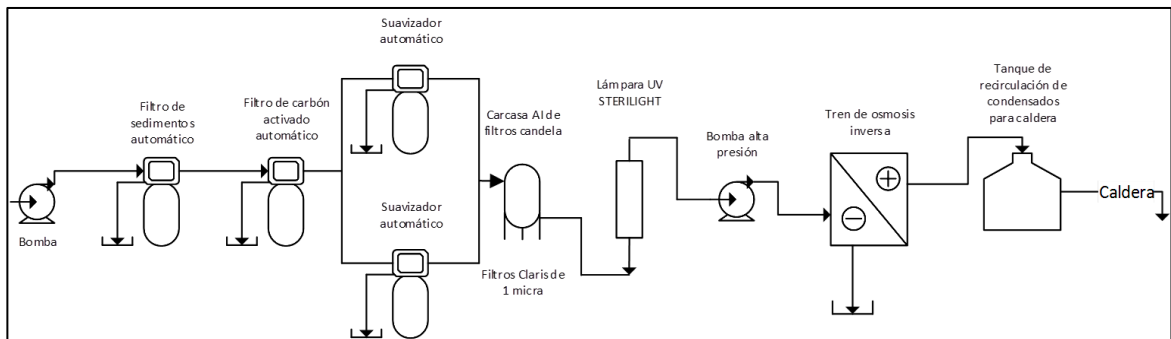 Bomba
Filtro de
sedimentos
automático
Filtro de carbón
activado
automático
Suavizador
automático
Suavizador
automático
Carcasa AI de
filtros candela
Filtros Claris de
1 micra
Lámpara UV
STERILIGHT
Bomba alta
presión
Tren de osmosis
inversa
Tanque de
recirculación de
condensados
para caldera
Caldera